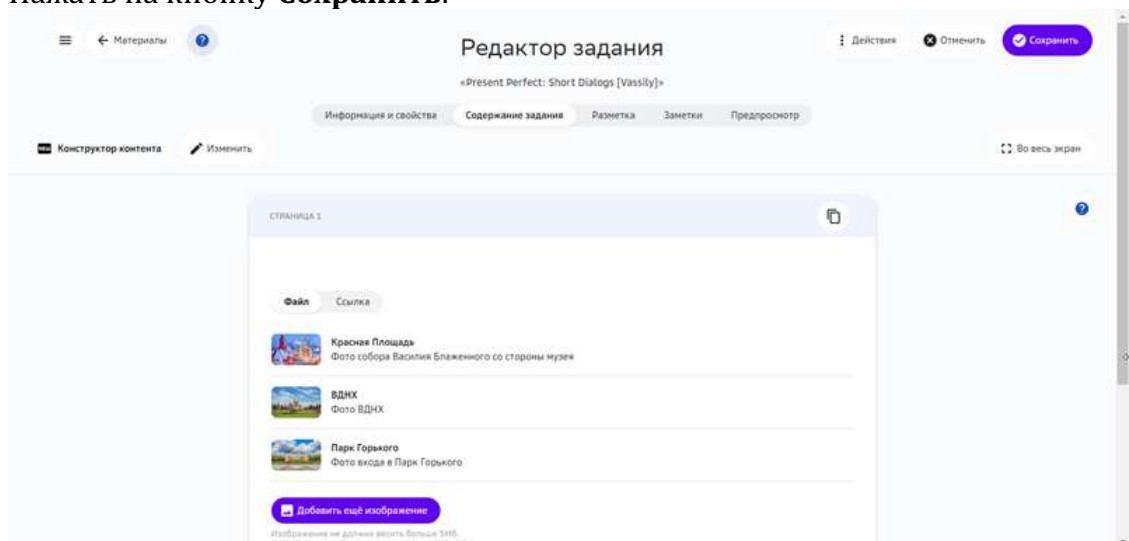 Нажать на кнопку Сохранить.
Материалы
Редактор задания
Действия
Отменить
Сохранить
«Present Perfect: Short Dialogs [Vassily]»
Информация и свойства
Содержание задания
Разметка
Заметки
Предпросмотр
Конструктор контента
Изменить
Во весь экран
СТРАНИЦА 1
Файл
Ссылка
Красная Площадь
Фото собора Василия Блаженного со стороны музея
ВДНХ
Фото ВДНХ
Парк Горького
Фото входа в Парк Горького
Добавить ещё изображение
Изображение не должно весить больше 5Мб.